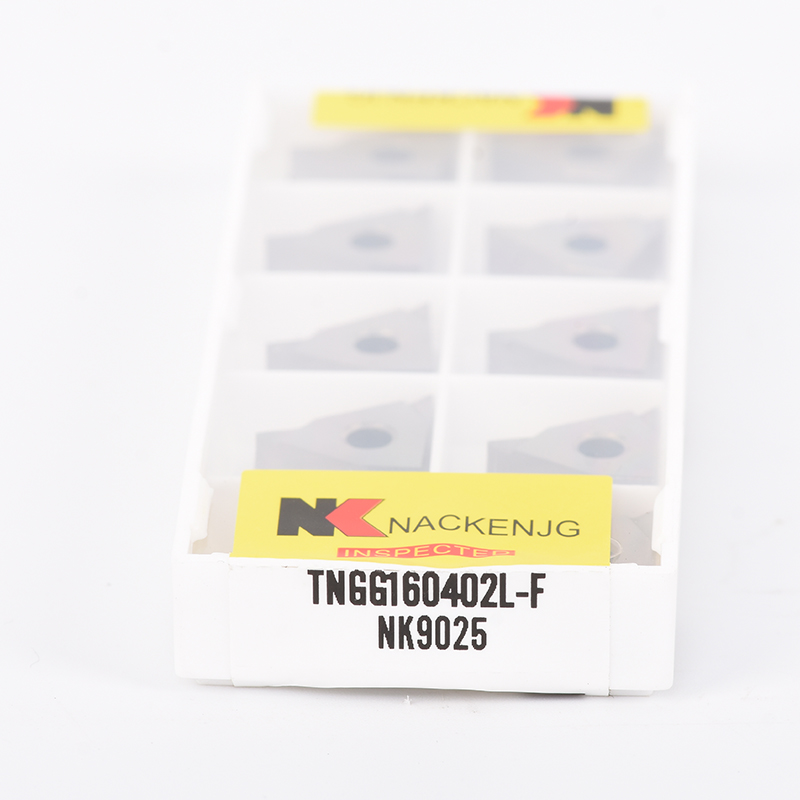 NK NACKENJG
INSPECTED
TNGG160402L-F
NK9025